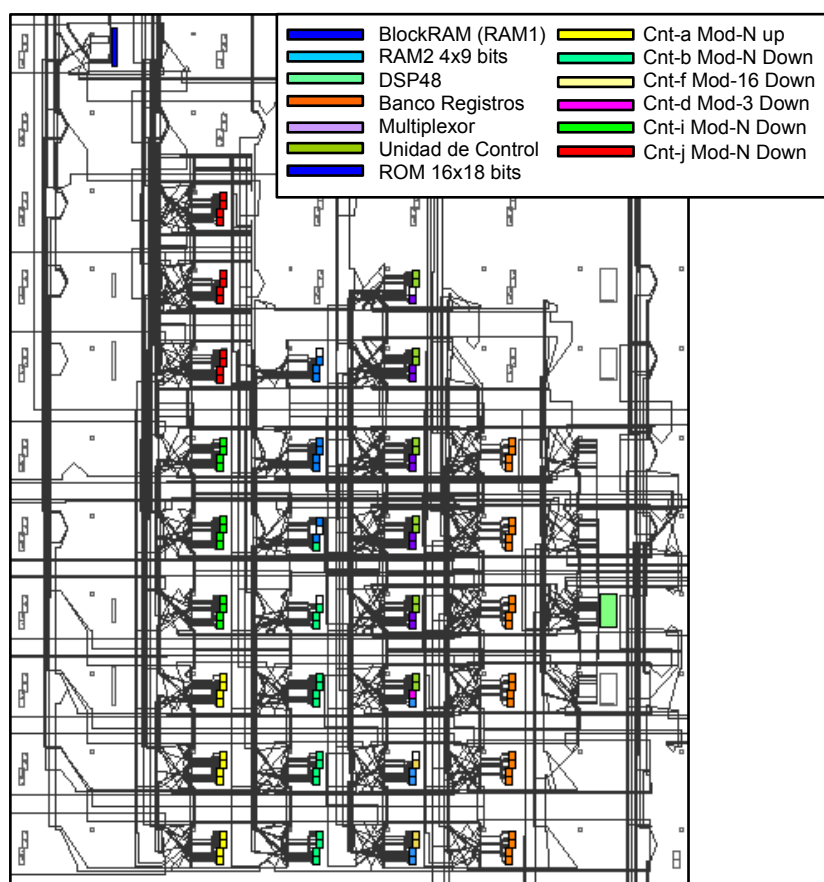 BlockRAM (RAM1)
RAM2 4x9 bits
DSP48
Banco Registros
Multiplexor
Unidad de Control
ROM 16x18 bits
Cnt-a Mod-N up
Cnt-b Mod-N Down
Cnt-f Mod-16 Down
Cnt-d Mod-3 Down
Cnt-i Mod-N Down
Cnt-j Mod-N Down